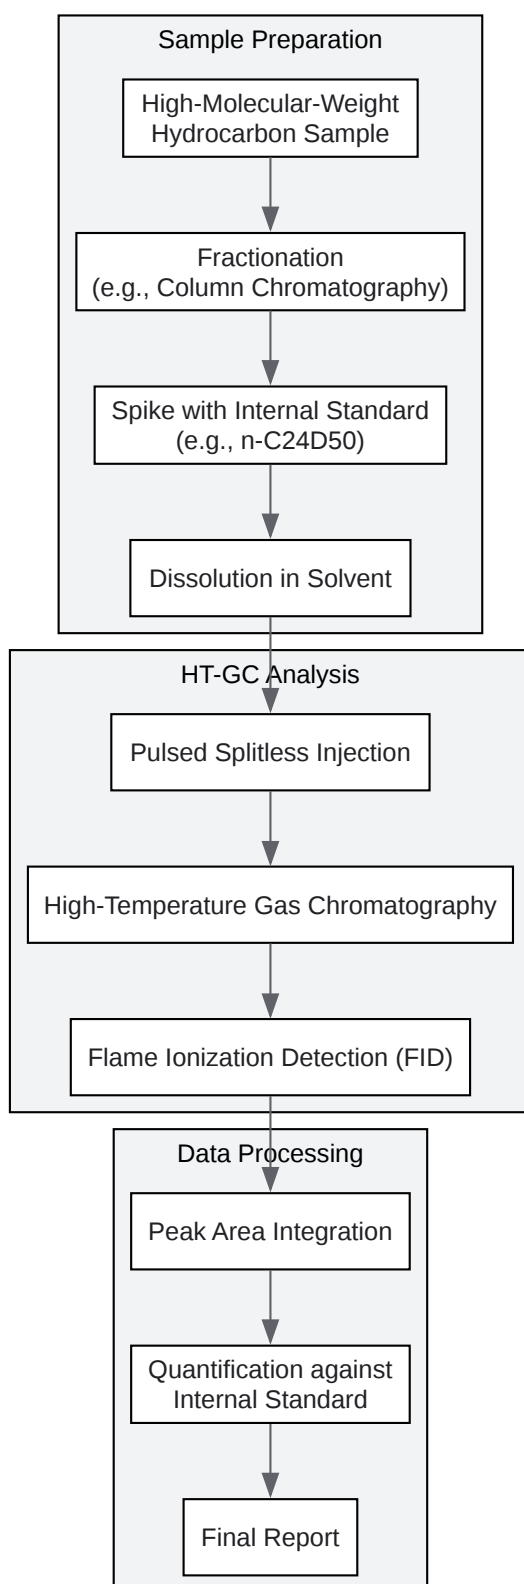 Sample Preparation
High-Molecular-Weight
Hydrocarbon Sample
Fractionation
(e.g., Column Chromatography)
Spike with Internal Standard
(e.g., n-C24D50)
Dissolution in Solvent
HT-GC Analysis
Pulsed Splitless Injection
High-Temperature Gas Chromatography
Flame Ionization Detection (FID)
Data Processing
Peak Area Integration
Quantification against
Internal Standard
Final Report